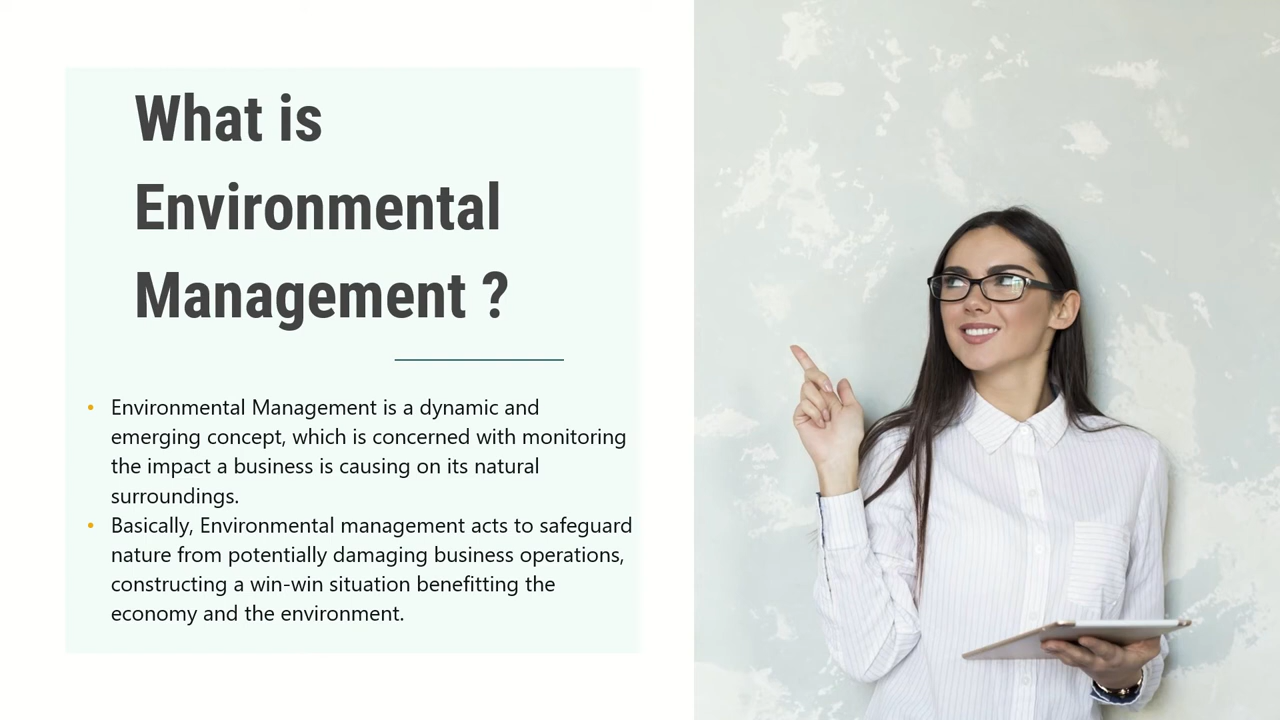 What is
Environmental
Management ?
• Environmental Management is a dynamic and
emerging concept, which is concerned with monitoring
the impact a business is causing on its natural
surroundings.
• Basically, Environmental management acts to safeguard
nature from potentially damaging business operations,
constructing a win-win situation benefitting the
economy and the environment.